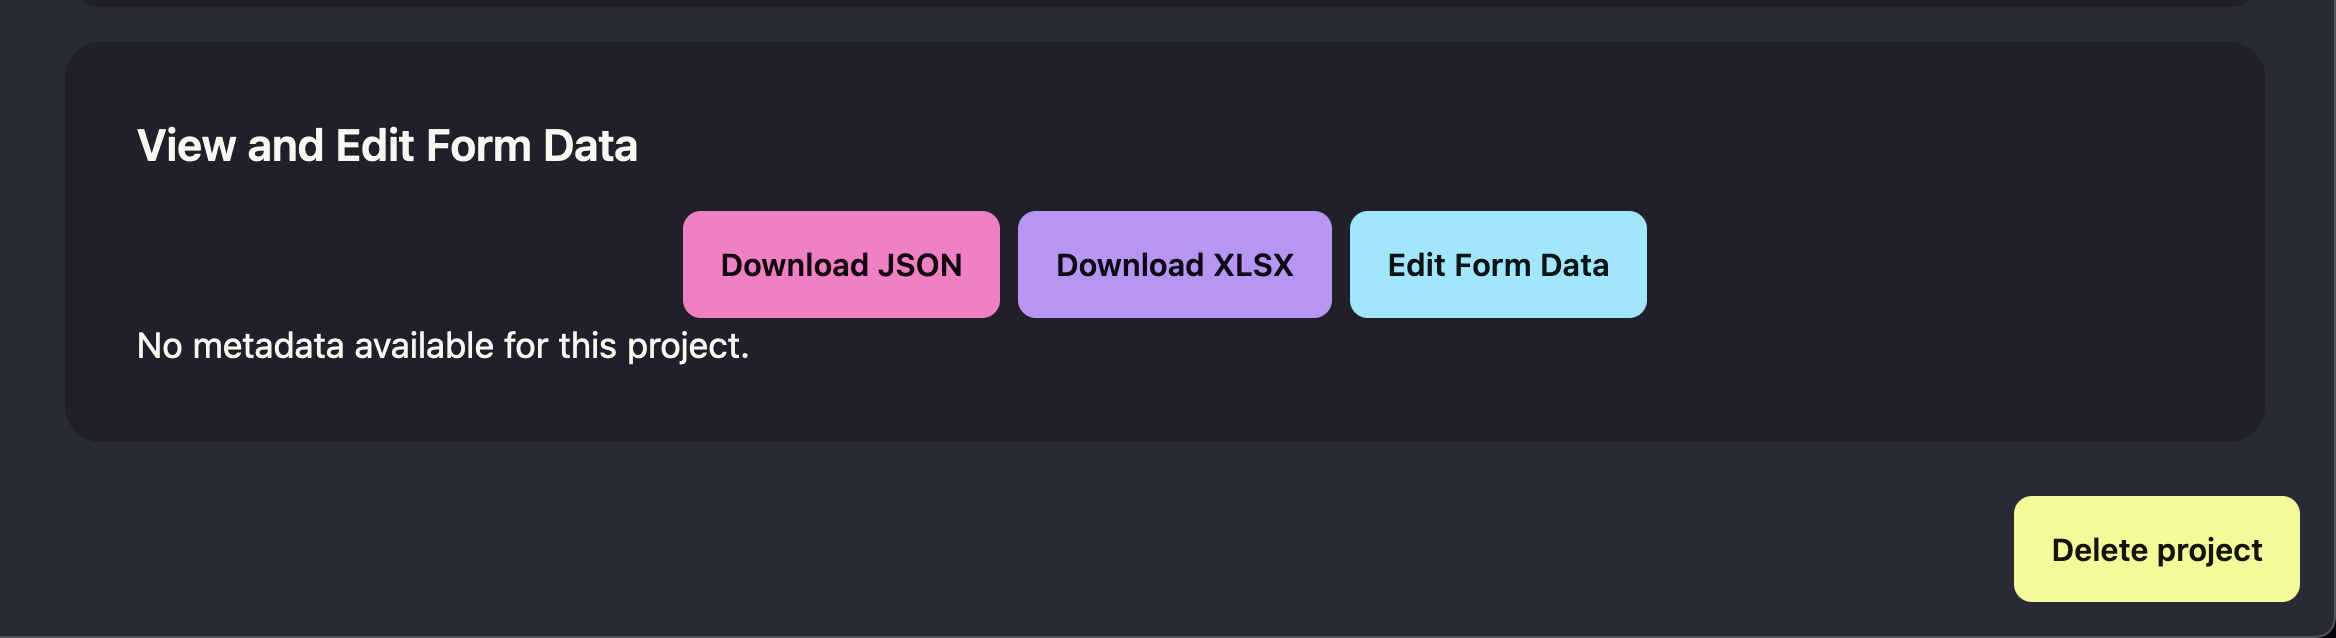 View and Edit Form Data
Download JSON
Download XLSX
Edit Form Data
No metadata available for this project.
Delete project